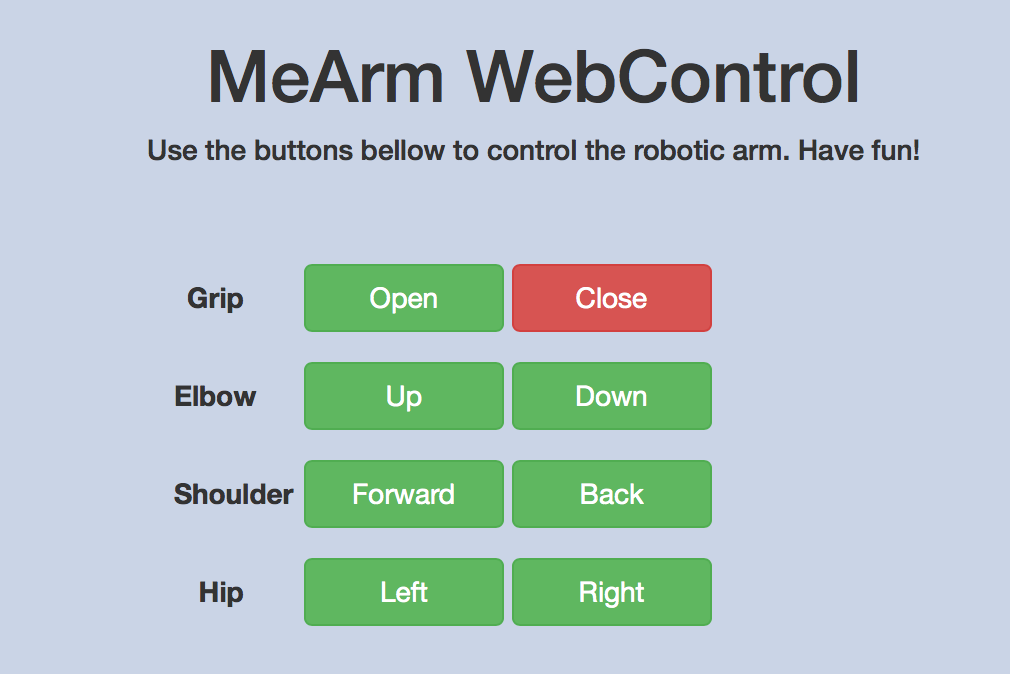 MeArm WebControl
Use the buttons bellow to control the robotic arm. Have fun!
Grip Open Close
Elbow Up Down
Shoulder Forward Back
Hip Left Right